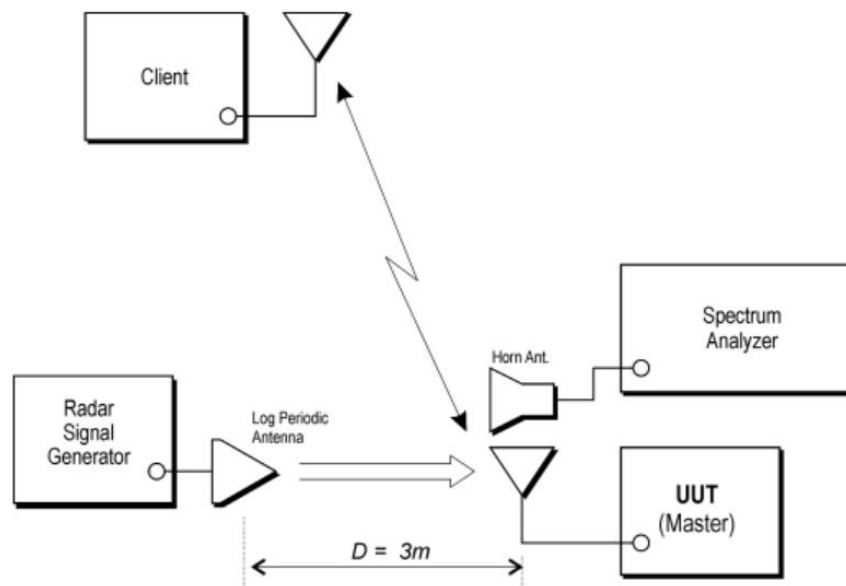 Client
Spectrum
Analyzer
Horn Ant.
Radar
Signal
Generator
Log Periodic
Antenna
UUT
(Master)
D = 3m